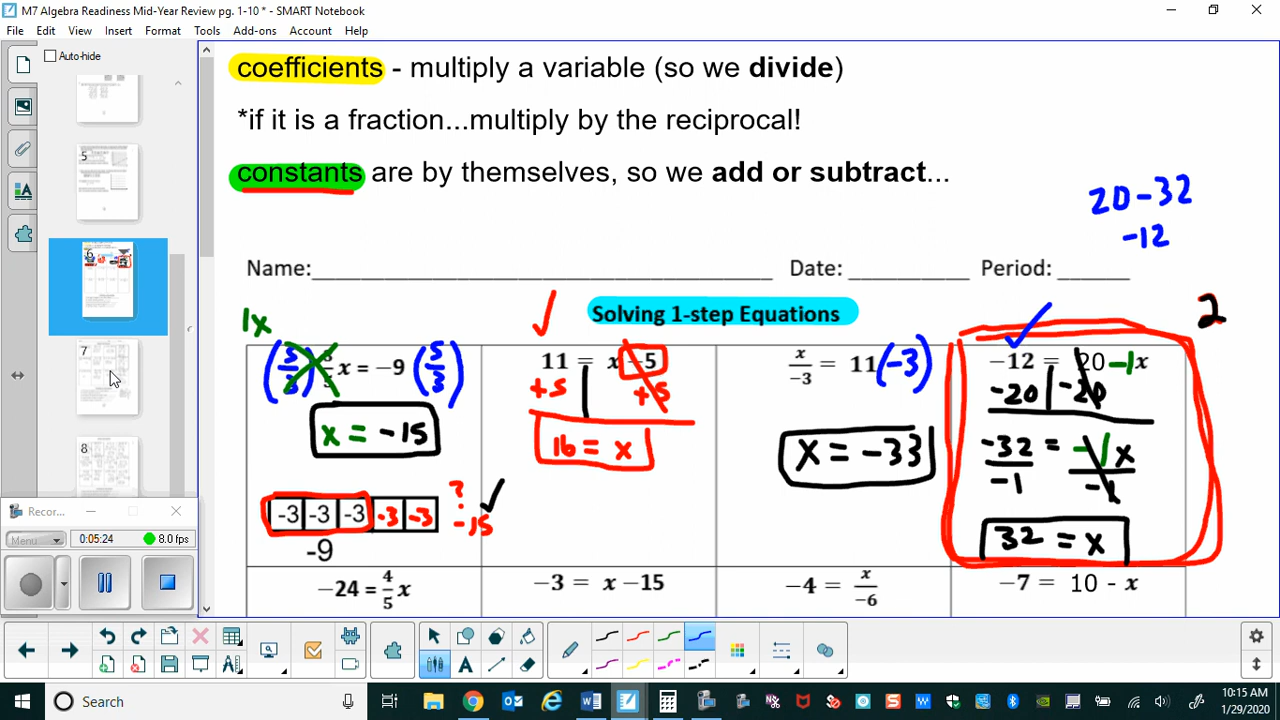 M7 Algebra Readiness Mid-Year Review pg. 1-10 * - SMART Notebook
File Edit View Insert Format Tools Add-ons Account Help
Auto-hide
5
6
7
8
Recor...
Menu
0:05:24
8.0 fps
coefficients - multiply a variable (so we divide)
*if it is a fraction...multiply by the reciprocal!
constants are by themselves, so we add or subtract...
20-32
-12
Name: Date: Period:
Solving 1-step Equations
2
1x
(5/3) x = −9 (5/3)
x = -15
-3 -3 -3 -3 -3
?
-15
-9
11 = x −5
+5 +5
16 = x
x/−3 = 11 (-3)
X = -33
−12 = 20 -1x
-20 -20
-32 = -1x
-1 -1
32 = x
−24 = 4/5 x
−3 = x −15
−4 = x/−6
−7 = 10 - x
Search
10:15 AM
1/29/2020